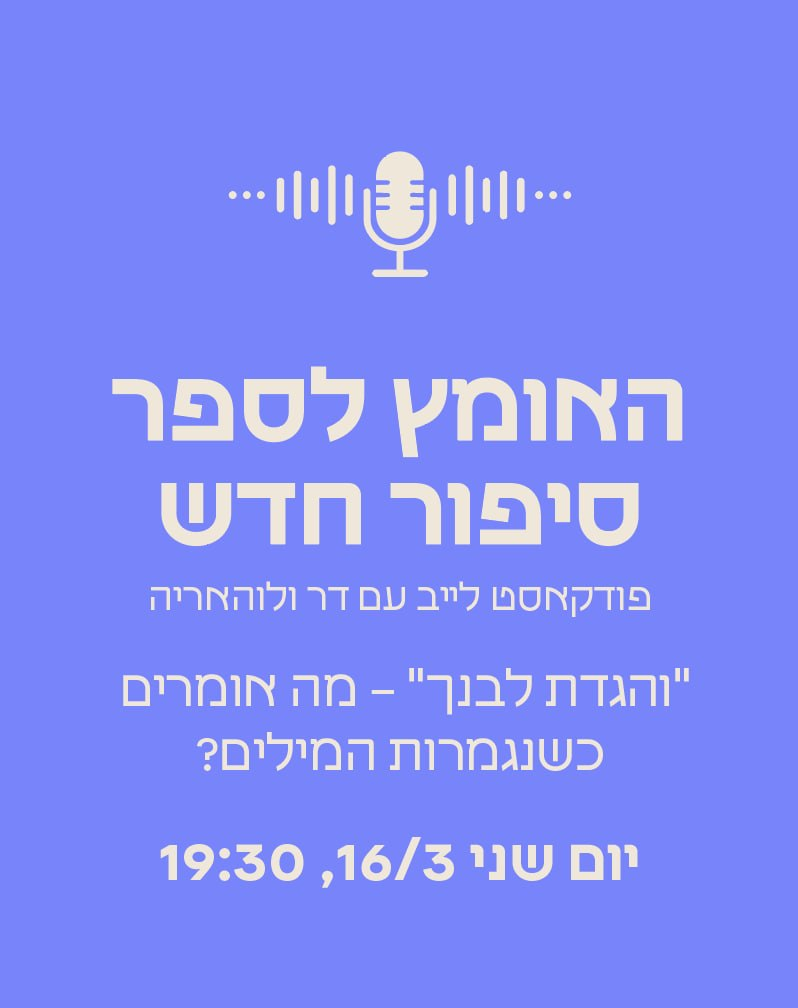 האומץ לספר
סיפור חדש
פודקאסט לייב עם דר ולוהאריה
"והגדת לבנך" – מה אומרים
כשנגמרות המילים?
יום שני 16/3, 19:30